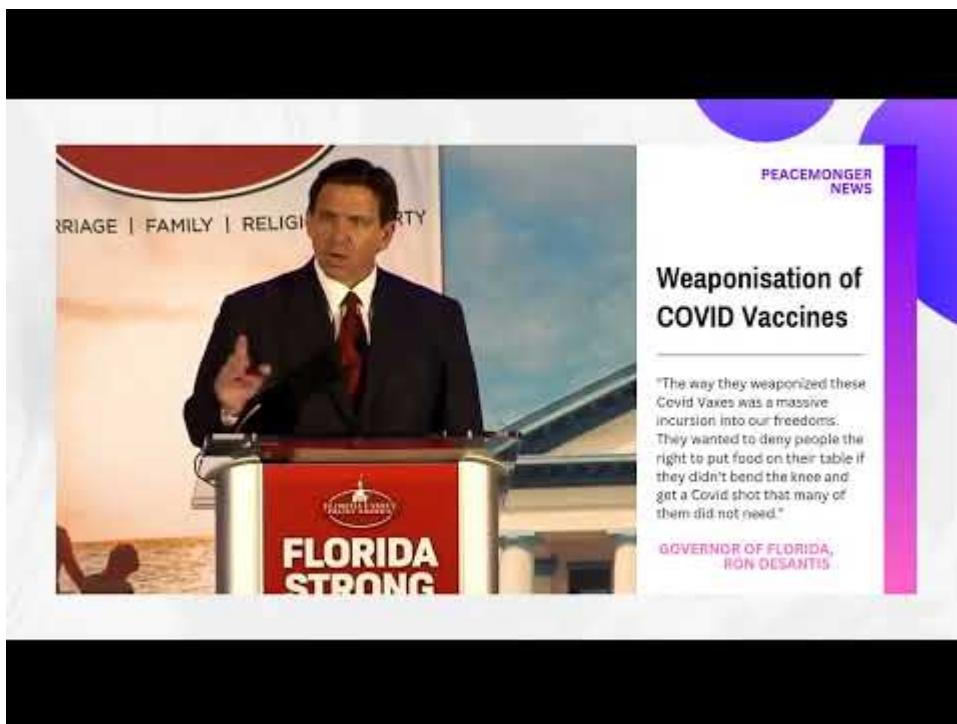 RRIAGE | FAMILY | RELIGI RTY
PEACEMONGER
NEWS
Weaponisation of
COVID Vaccines
"The way they weaponized these
Covid Vaxes was a massive
incursion into our freedoms.
They wanted to deny people the
right to put food on their table if
they didn't bend the knee and
get a Covid shot that many of
them did not need."
GOVERNOR OF FLORIDA,
RON DESANTIS
FLORIDA
STRONG